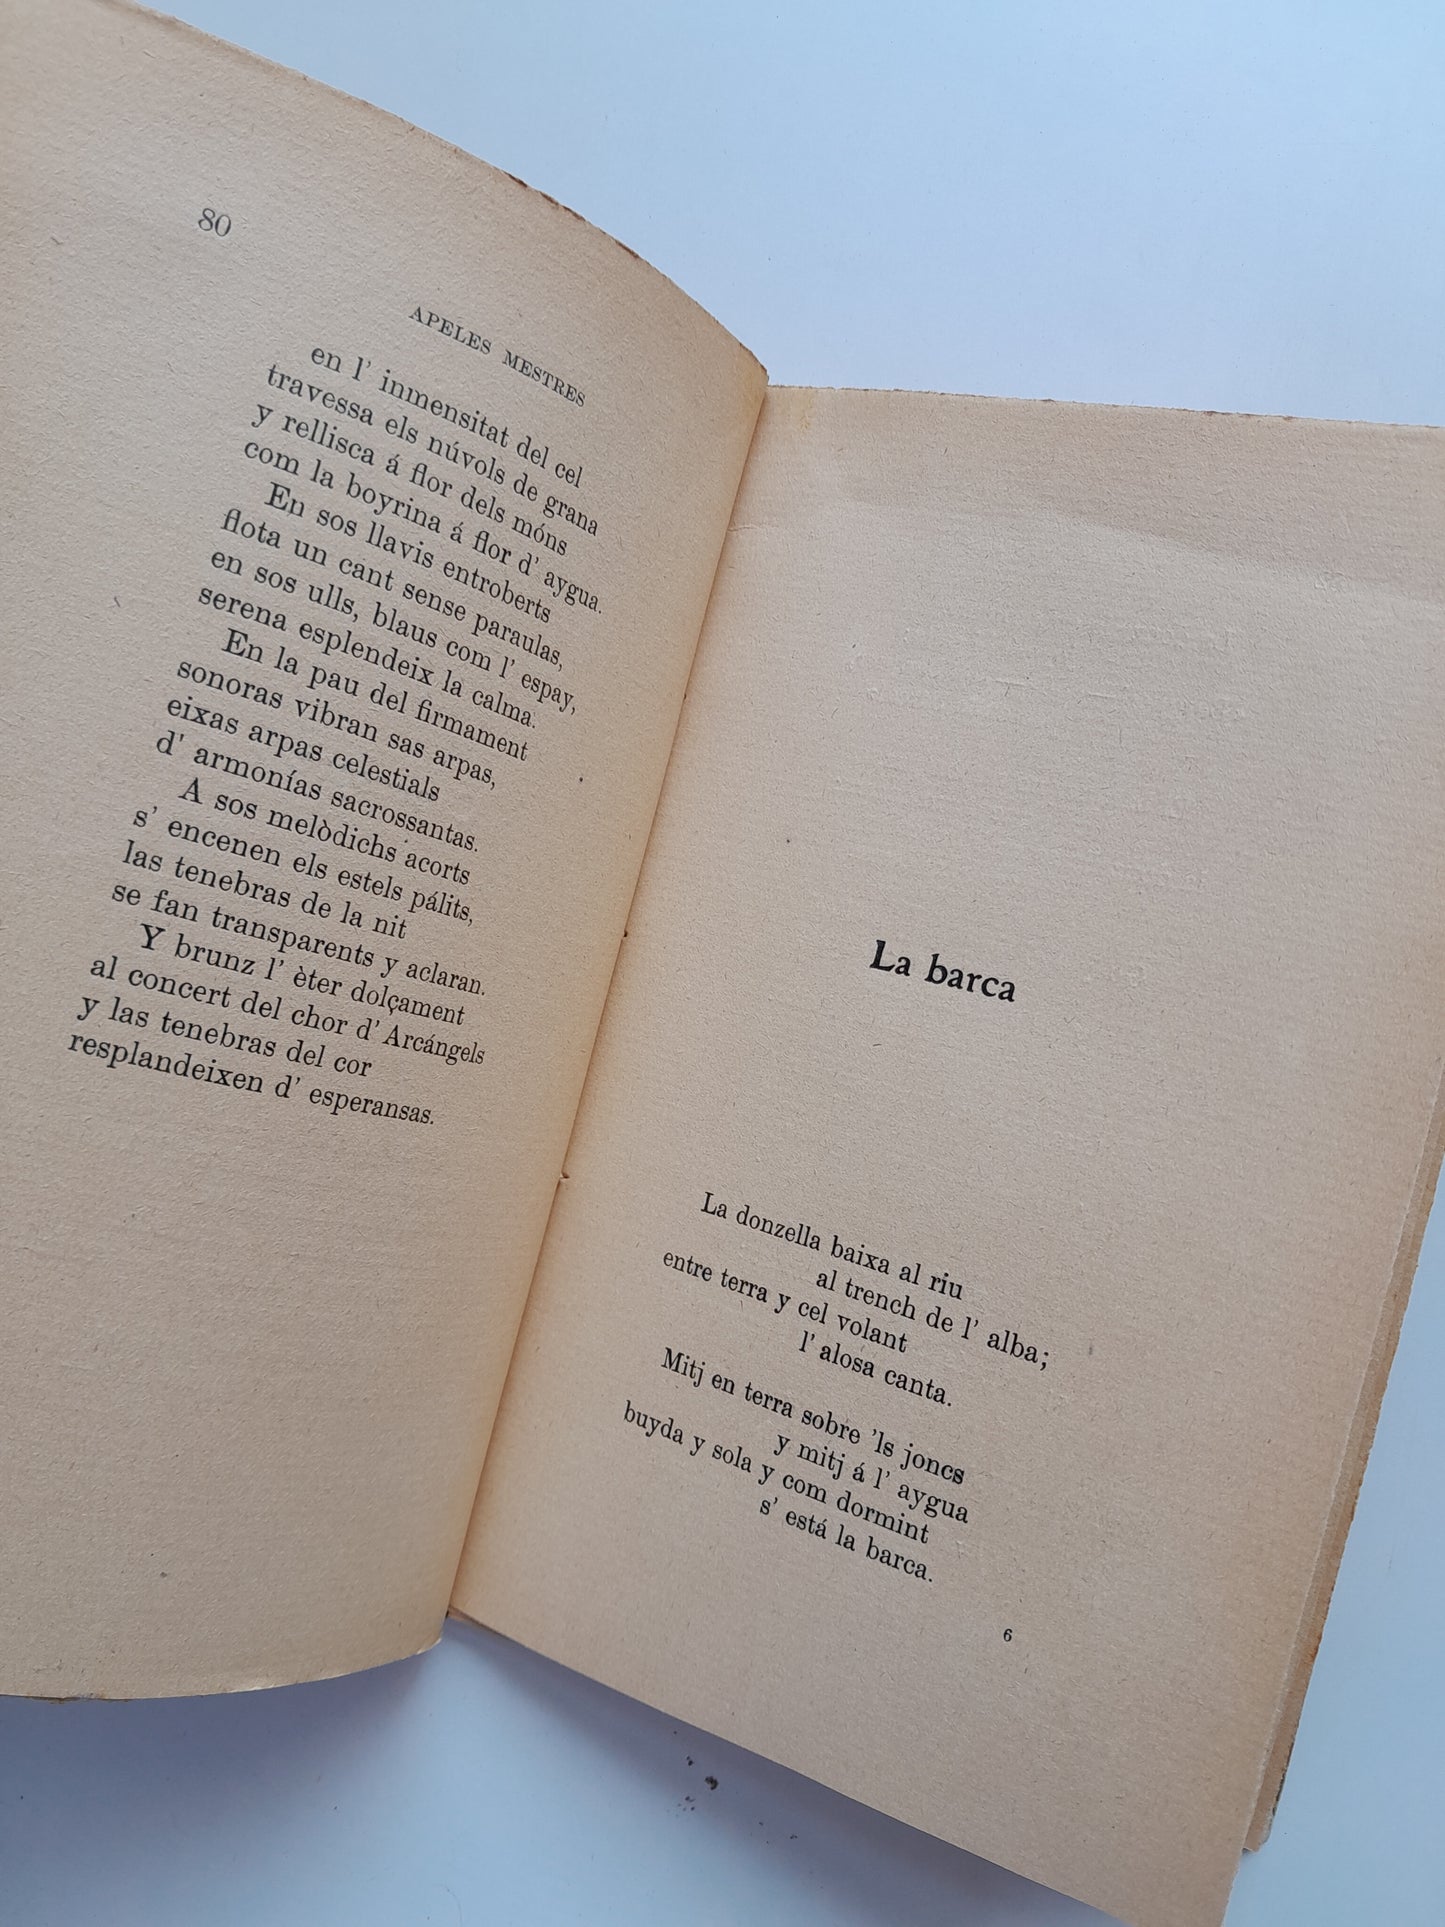 80
APELES MESTRES
en l' inmensitat del cel
travessa els núvols de grana
y rellisca á flor dels móns
com la boyrina á flor d' aygua.
En sos llavis entroberts
flota un cant sense paraulas,
en sos ulls, blaus com l' espay,
serena esplendeix la calma.
En la pau del firmament
sonoras vibran sas arpas,
eixas arpas celestials
d' armonías sacrossantas.
A sos melòdichs acorts
s' encenen els estels pálits,
las tenebras de la nit
se fan transparents y aclaran.
Y brunz l' èter dolçament
al concert del chor d' Arcángels
y las tenebras del cor
resplandeixen d' esperansas.
La barca
La donzella baixa al riu
al trench de l' alba;
entre terra y cel volant
l' alosa canta.
Mitj en terra sobre 'ls joncs
y mitj á l' aygua
buyda y sola y com dormint
s' está la barca.
6